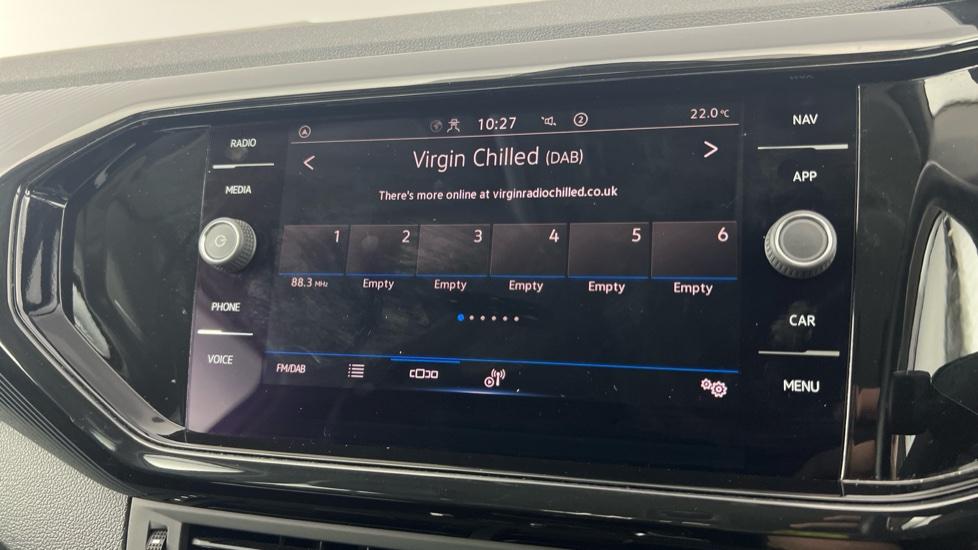 10:27 2 22.0°C
RADIO
MEDIA
PHONE
VOICE
< Virgin Chilled (DAB) >
There's more online at virginradiochilled.co.uk
1 2 3 4 5 6
88.3 MHz Empty Empty Empty Empty Empty
FM/DAB
NAV
APP
CAR
MENU